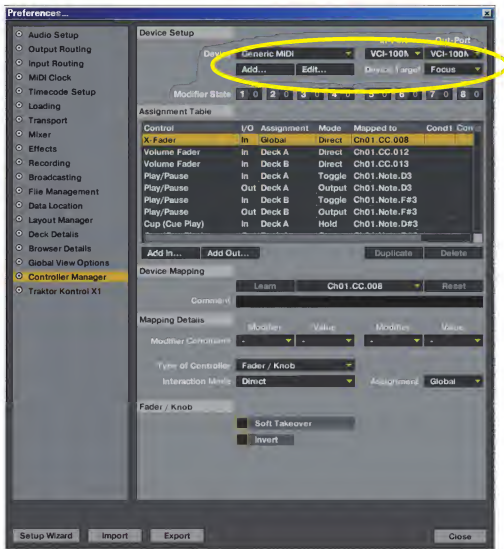 Preferences...
Audio Setup
Output Routing
Input Routing
MIDI Clock
Timecode Setup
Loading
Transport
Mixer
Effects
Recording
Broadcasting
File Management
Data Location
Layout Manager
Deck Details
Browser Details
Global View Options
Controller Manager
Traktor Kontrol X1
Device Setup
Out-Port
Device Generic MIDI VCI-100M VCI-100M
Add... Edit... Device Target Focus
Modifier State 1 0 2 0 3 0 4 0 5 0 6 0 7 0 8 0
Assignment Table
Control I/O Assignment Mode Mapped to Cond1
X-Fader In Global Direct Ch01.CC.008
Volume Fader In Deck A Direct Ch01.CC.012
Volume Fader In Deck B Direct Ch01.CC.013
Play/Pause In Deck A Toggle Ch01.Note.D3
Play/Pause Out Deck A Output Ch01.Note.D3
Play/Pause In Deck B Toggle Ch01.Note.F#3
Play/Pause Out Deck B Output Ch01.Note.F#3
Cup (Cue Play) In Deck A Hold Ch01.Note.D#3
Add In... Add Out... Duplicate Delete
Device Mapping
Learn Ch01.CC.008 Reset
Comment
Mapping Details
Modifier Value Modifier Value
Modifier Conditions - - - -
Type of Controller Fader / Knob
Interaction Mode Direct Assignment Global
Fader / Knob
Soft Takeover
Invert
Setup Wizard Import Export Close